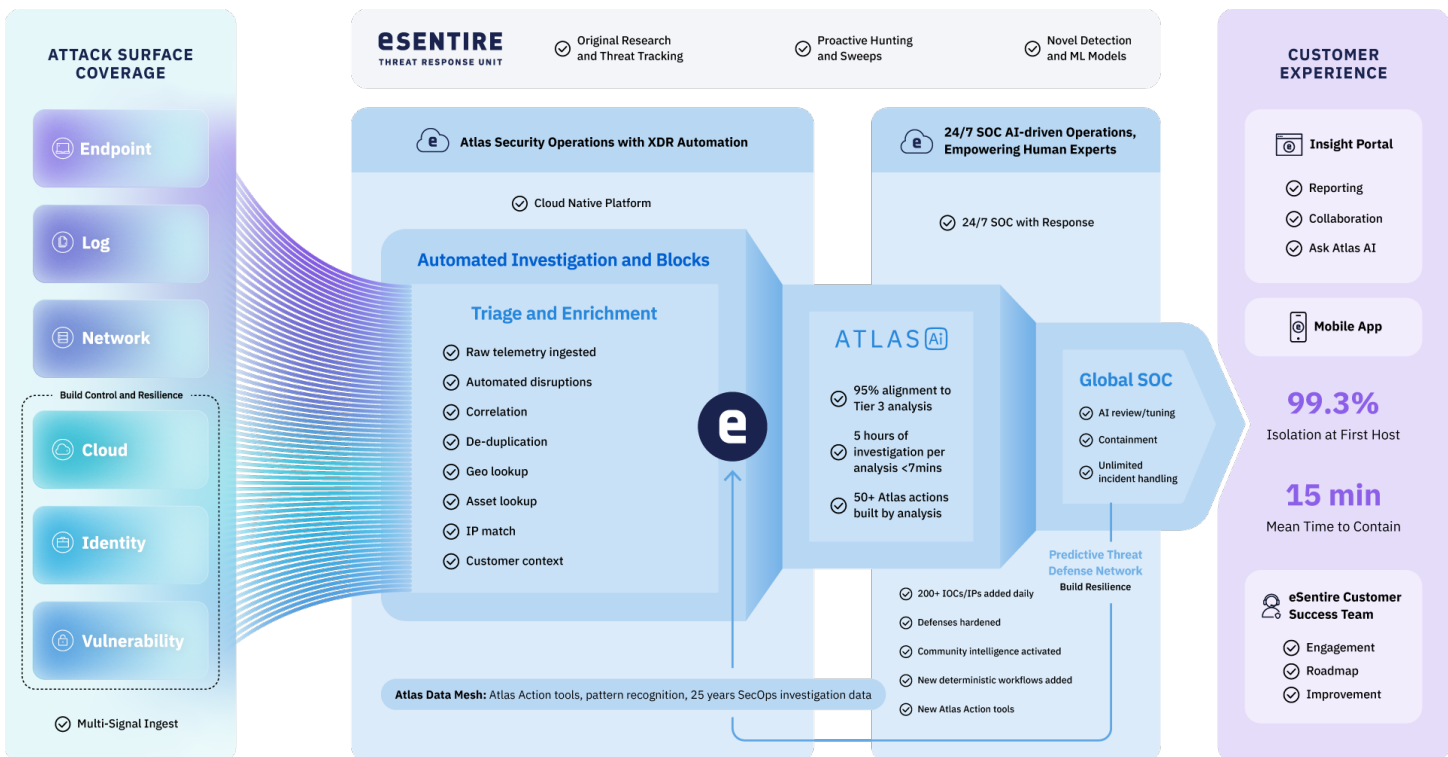 ATTACK SURFACE
COVERAGE
Endpoint
Log
Network
Build Control and Resilience
Cloud
Identity
Vulnerability
Multi-Signal Ingest
eSENTIRE
THREAT RESPONSE UNIT
Original Research
and Threat Tracking
Proactive Hunting
and Sweeps
Novel Detection
and ML Models
e
Atlas Security Operations with XDR Automation
Cloud Native Platform
Automated Investigation and Blocks
Triage and Enrichment
Raw telemetry ingested
Automated disruptions
Correlation
De-duplication
Geo lookup
Asset lookup
IP match
Customer context
e
Atlas Data Mesh: Atlas Action tools, pattern recognition, 25 years SecOps investigation data
e
24/7 SOC AI-driven Operations,
Empowering Human Experts
24/7 SOC with Response
ATLAS Ai
95% alignment to
Tier 3 analysis
5 hours of
investigation per
analysis <7mins
50+ Atlas actions
built by analysis
Global SOC
AI review/tuning
Containment
Unlimited
incident handling
Predictive Threat
Defense Network
Build Resilience
200+ IOCs/IPs added daily
Defenses hardened
Community intelligence activated
New deterministic workflows added
New Atlas Action tools
CUSTOMER
EXPERIENCE
e
Insight Portal
Reporting
Collaboration
Ask Atlas AI
e
Mobile App
99.3%
Isolation at First Host
15 min
Mean Time to Contain
eSentire Customer
Success Team
Engagement
Roadmap
Improvement